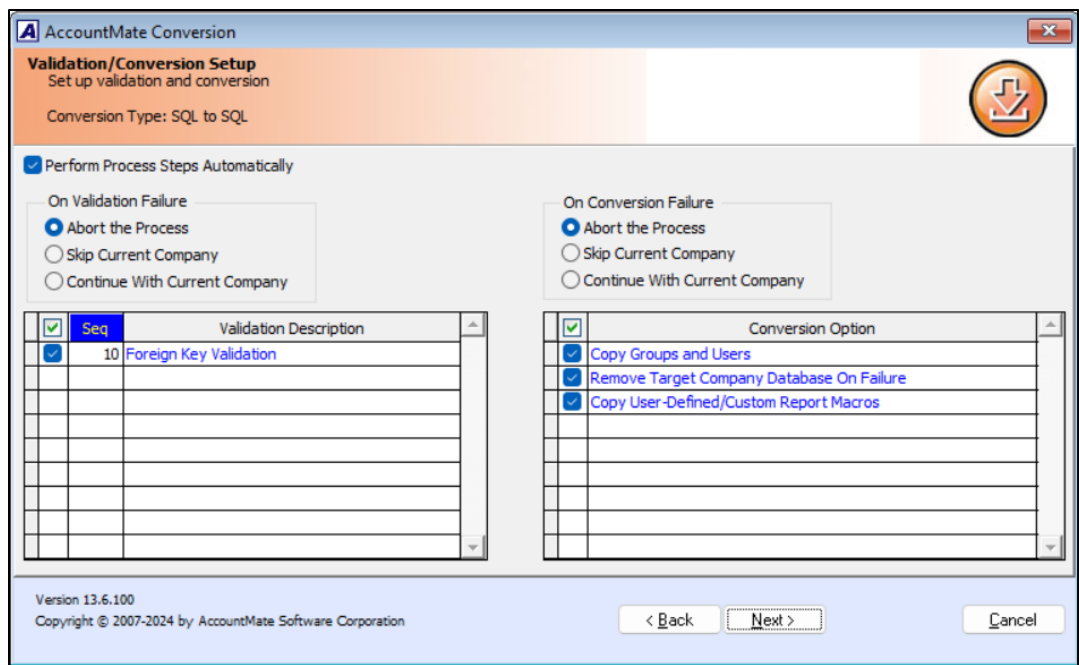 AccountMate Conversion
Validation/Conversion Setup
Set up validation and conversion
Conversion Type: SQL to SQL
Perform Process Steps Automatically
On Validation Failure
Abort the Process
Skip Current Company
Continue With Current Company
On Conversion Failure
Abort the Process
Skip Current Company
Continue With Current Company
Seq Validation Description
10 Foreign Key Validation
Conversion Option
Copy Groups and Users
Remove Target Company Database On Failure
Copy User-Defined/Custom Report Macros
Version 13.6.100
Copyright © 2007-2024 by AccountMate Software Corporation
< Back Next > Cancel